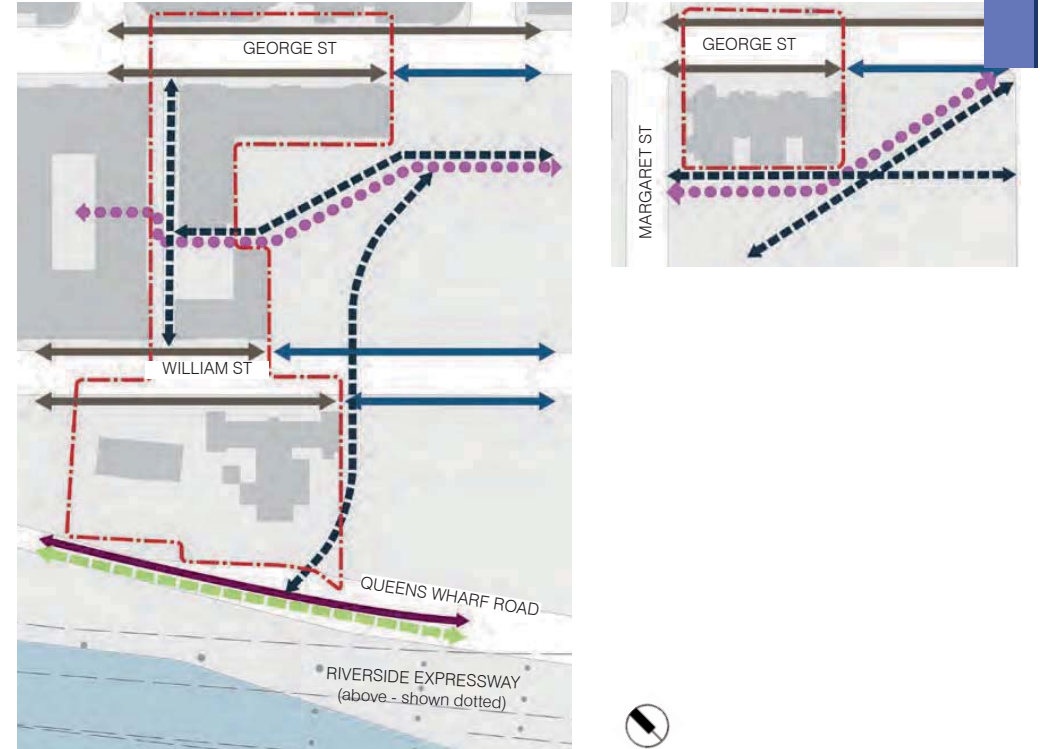 GEORGE ST
WILLIAM ST
QUEENS WHARF ROAD
RIVERSIDE EXPRESSWAY
(above - shown dotted)
GEORGE ST
MARGARET ST